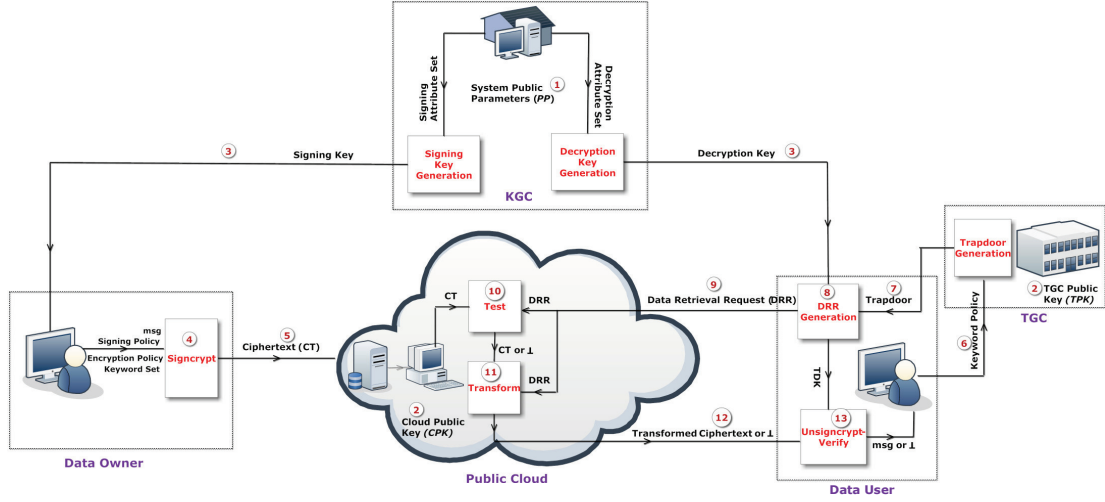 Signing
Attribute Set
Decryption
Attribute Set
System Public
Parameters (PP)
1
Signing
Key
Generation
Decryption
Key
Generation
KGC
3
Signing Key
Decryption Key
3
Trapdoor
Generation
2
TGC Public
Key (TPK)
TGC
msg
Signing Policy
Encryption Policy
Keyword Set
4
Signcrypt
5
Ciphertext (CT)
Data Owner
CT
10
Test
DRR
CT or ⊥
11
Transform
DRR
2
Cloud Public
Key (CPK)
Public Cloud
9
Data Retrieval Request (DRR)
8
DRR
Generation
7
Trapdoor
6
Keyword Policy
TDK
12
Transformed Ciphertext or ⊥
13
Unsigncrypt-
Verify
msg or ⊥
Data User